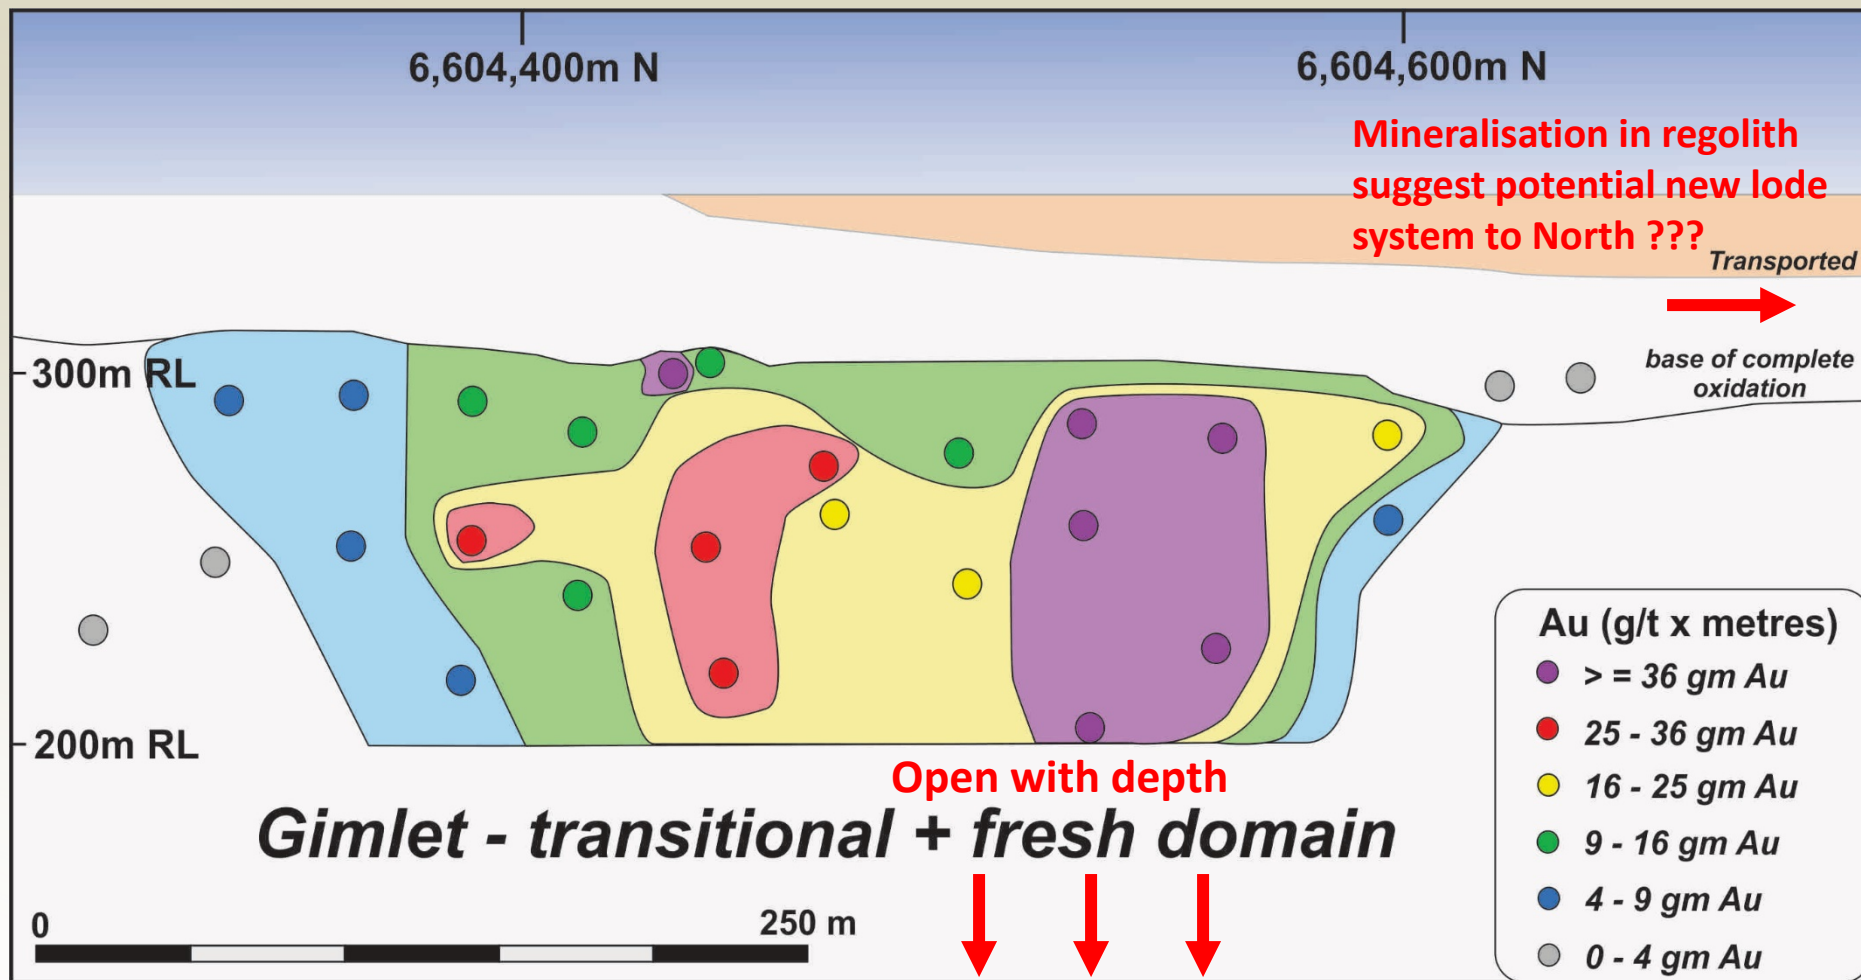 6,604,400m N
6,604,600m N
Mineralisation in regolith
suggest potential new lode
system to North ???
Transported
300m RL
base of complete
oxidation
200m RL
Open with depth
Gimlet - transitional + fresh domain
0
250 m
Au (g/t x metres)
> = 36 gm Au
25 - 36 gm Au
16 - 25 gm Au
9 - 16 gm Au
4 - 9 gm Au
0 - 4 gm Au